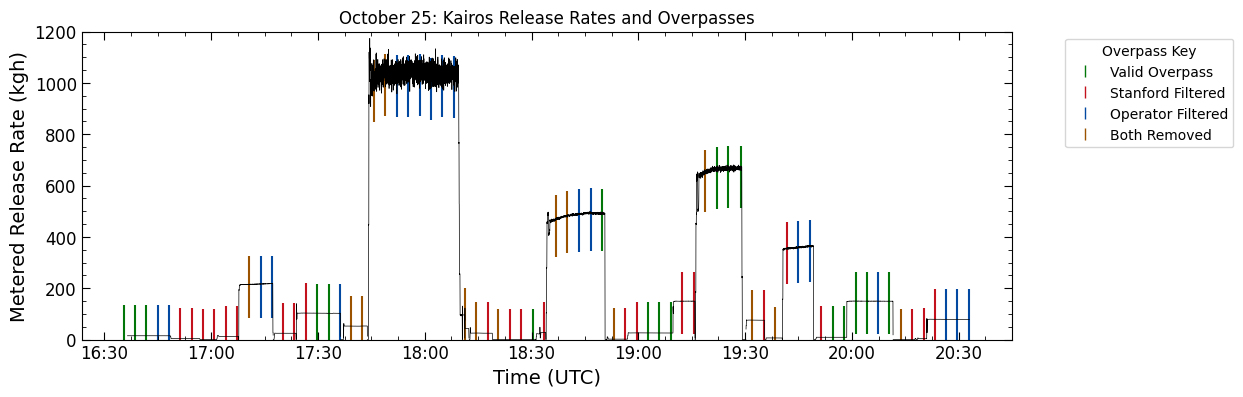 October 25: Kairos Release Rates and Overpasses
Metered Release Rate (kgh)
1200
1000
800
600
400
200
0
16:30
17:00
17:30
18:00
18:30
19:00
19:30
20:00
20:30
Time (UTC)
Overpass Key
Valid Overpass
Stanford Filtered
Operator Filtered
Both Removed